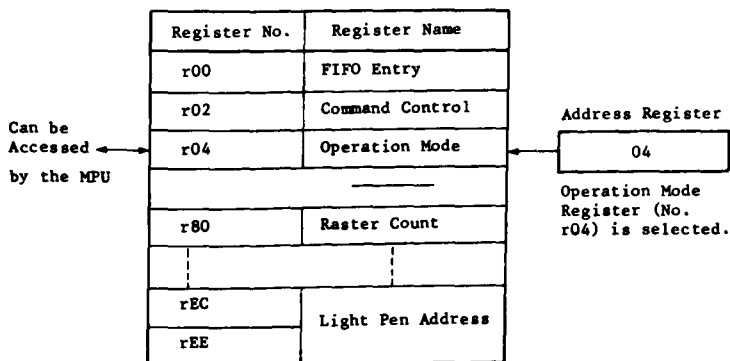 Register No. Register Name
r00 FIFO Entry
r02 Command Control
r04 Operation Mode
r80 Raster Count
rEC
rEE
Light Pen Address
Can be
Accessed
by the MPU
Address Register
04
Operation Mode
Register (No.
r04) is selected.